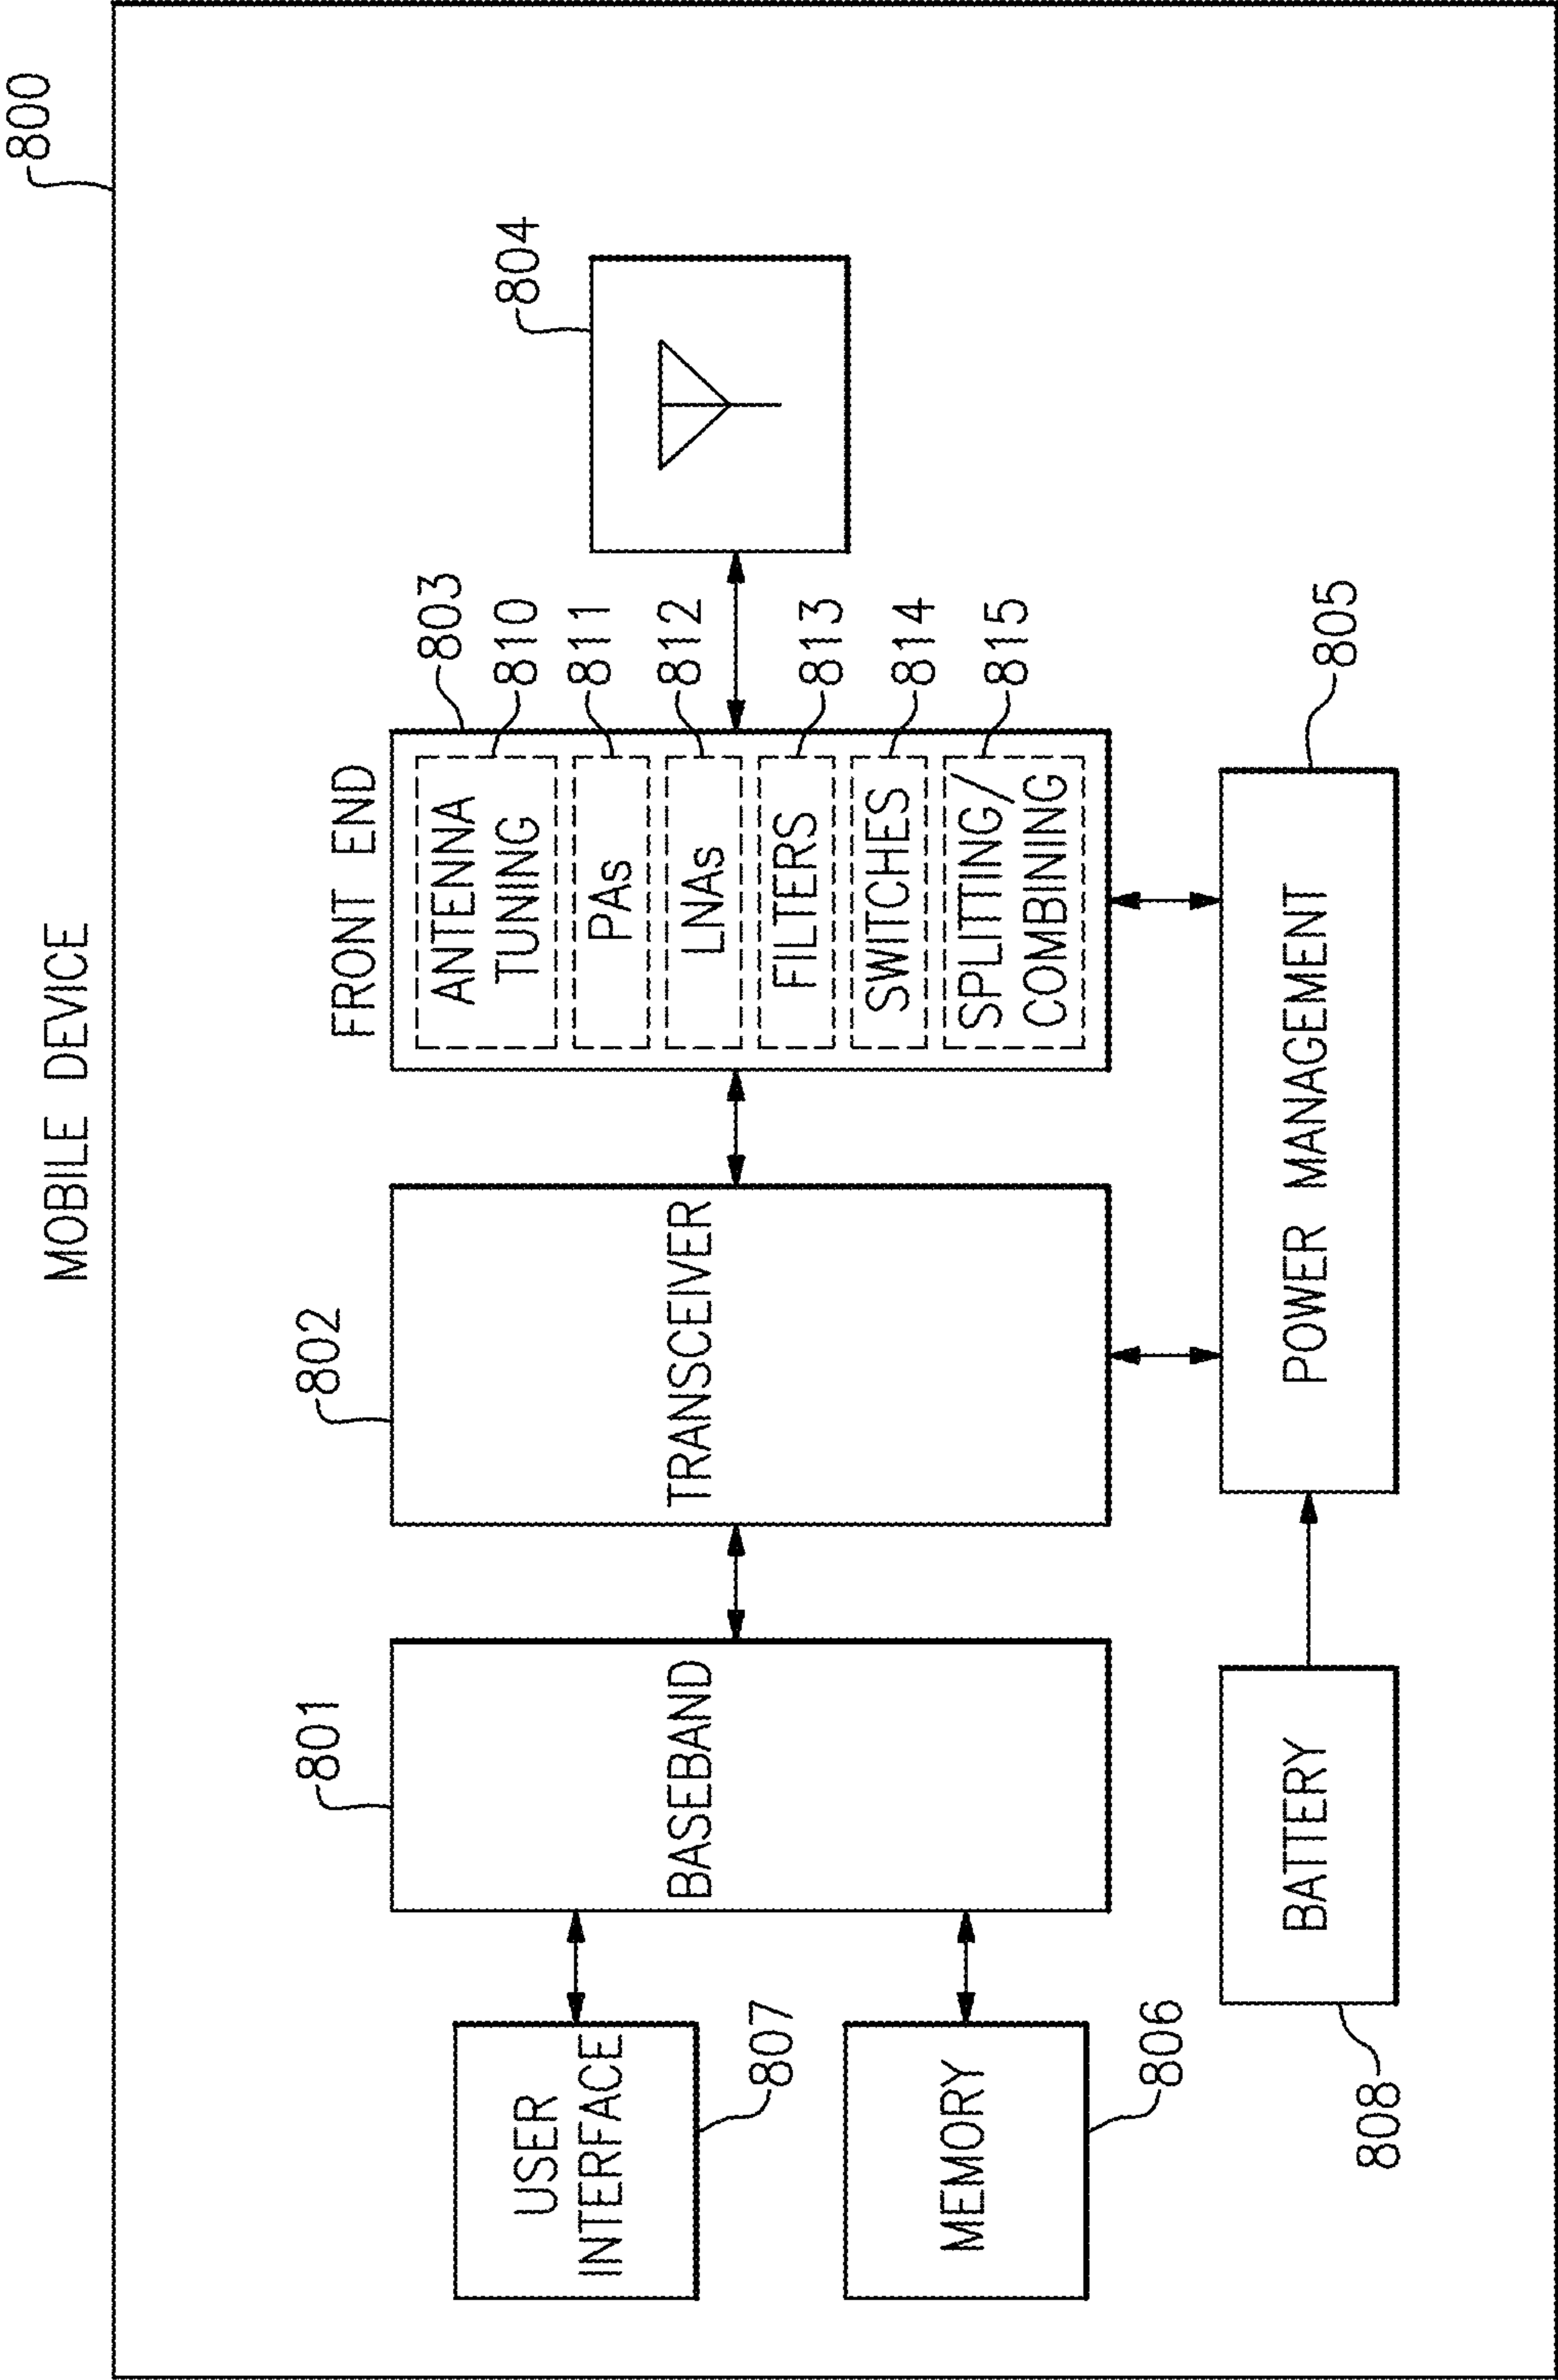 MOBILE DEVICE
800
FRONT END
803
802
801
804
ANTENNA
TUNING
810
PAs
811
LNAs
812
FILTERS
813
SWITCHES
814
SPLITTING/
COMBINING
815
TRANSCEIVER
BASEBAND
USER
INTERFACE
807
MEMORY
806
BATTERY
808
POWER MANAGEMENT
805